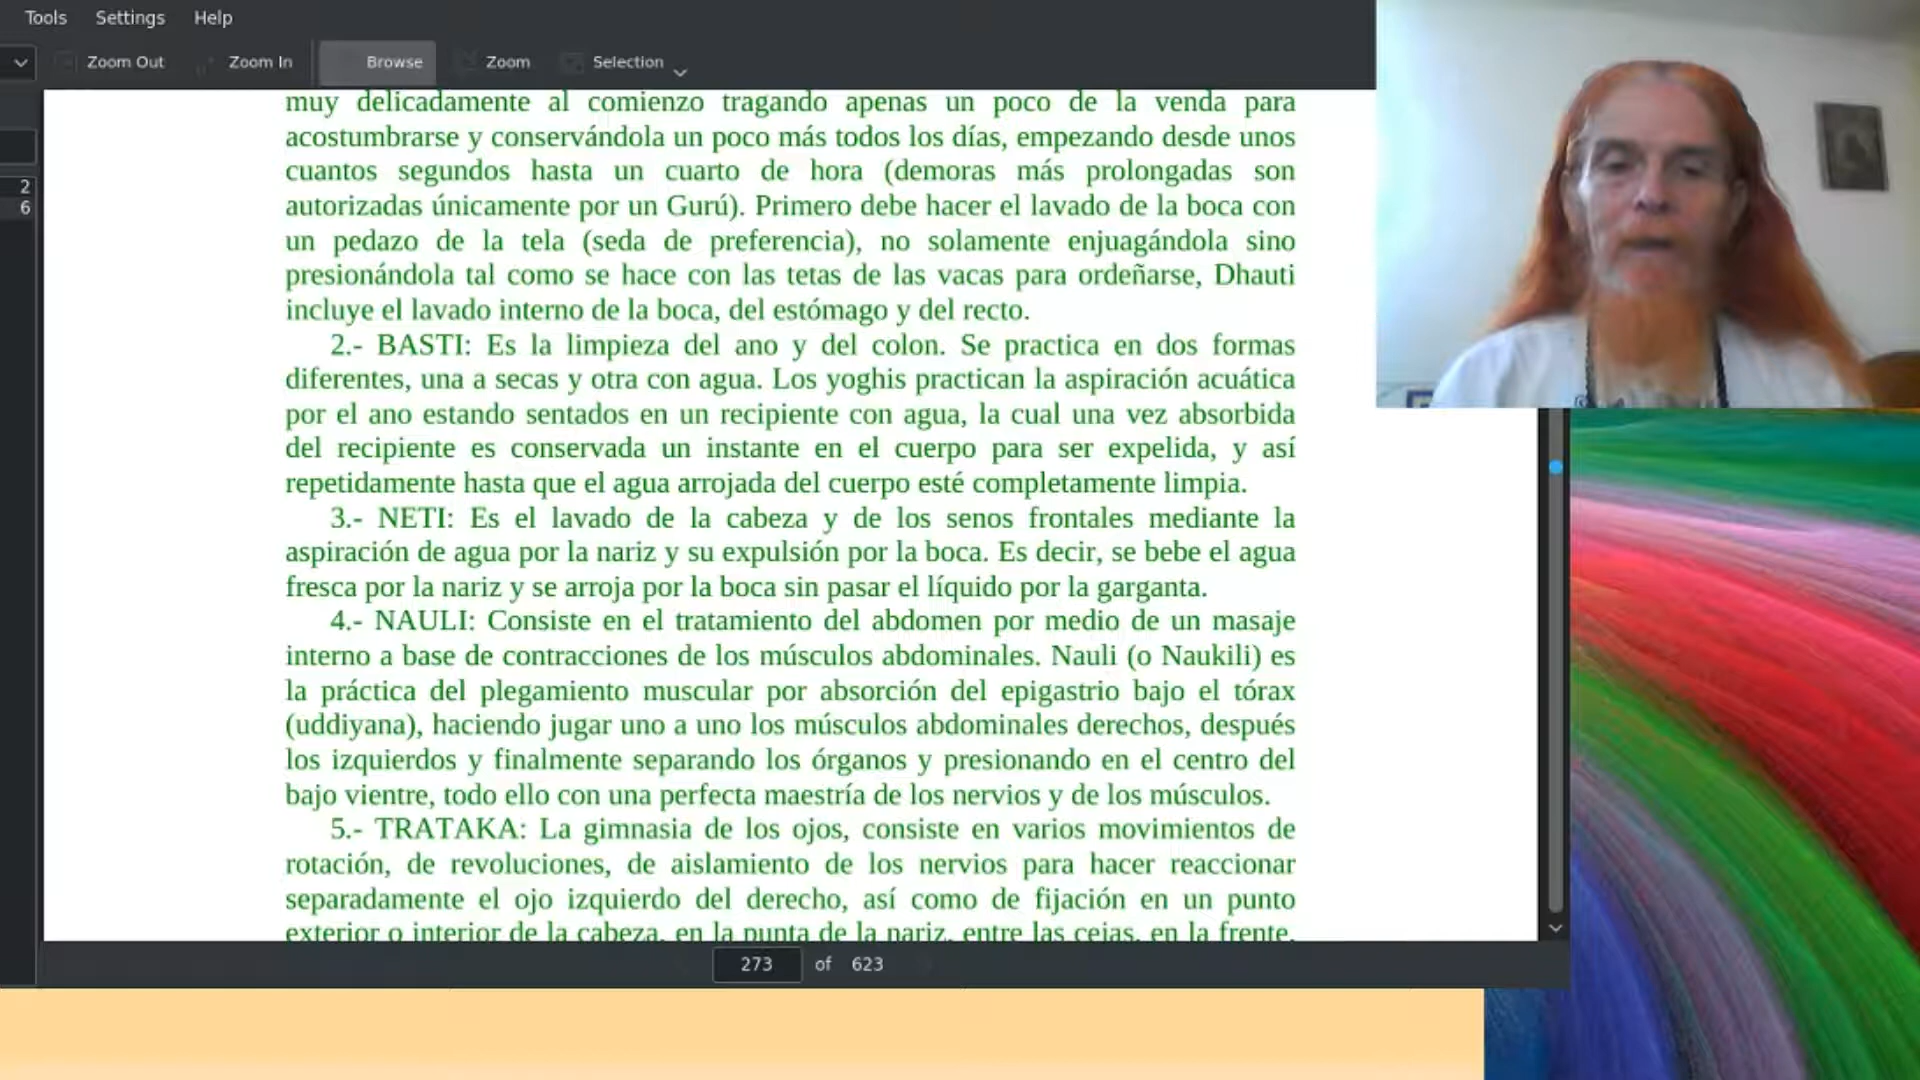 Tools Settings Help
Zoom Out Zoom In Browse Zoom Selection
muy delicadamente al comienzo tragando apenas un poco de la venda para
acostumbrarse y conservándola un poco más todos los días, empezando desde unos
cuantos segundos hasta un cuarto de hora (demoras más prolongadas son
autorizadas únicamente por un Gurú). Primero debe hacer el lavado de la boca con
un pedazo de la tela (seda de preferencia), no solamente enjuagándola sino
presionándola tal como se hace con las tetas de las vacas para ordeñarse, Dhauti
incluye el lavado interno de la boca, del estómago y del recto.
2.- BASTI: Es la limpieza del ano y del colon. Se practica en dos formas
diferentes, una a secas y otra con agua. Los yoghis practican la aspiración acuática
por el ano estando sentados en un recipiente con agua, la cual una vez absorbida
del recipiente es conservada un instante en el cuerpo para ser expelida, y así
repetidamente hasta que el agua arrojada del cuerpo esté completamente limpia.
3.- NETI: Es el lavado de la cabeza y de los senos frontales mediante la
aspiración de agua por la nariz y su expulsión por la boca. Es decir, se bebe el agua
fresca por la nariz y se arroja por la boca sin pasar el líquido por la garganta.
4.- NAULI: Consiste en el tratamiento del abdomen por medio de un masaje
interno a base de contracciones de los músculos abdominales. Nauli (o Naukili) es
la práctica del plegamiento muscular por absorción del epigastrio bajo el tórax
(uddiyana), haciendo jugar uno a uno los músculos abdominales derechos, después
los izquierdos y finalmente separando los órganos y presionando en el centro del
bajo vientre, todo ello con una perfecta maestría de los nervios y de los músculos.
5.- TRATAKA: La gimnasia de los ojos, consiste en varios movimientos de
rotación, de revoluciones, de aislamiento de los nervios para hacer reaccionar
separadamente el ojo izquierdo del derecho, así como de fijación en un punto
exterior o interior de la cabeza, en la punta de la nariz, entre las cejas, en la frente,
2
6
273 of 623